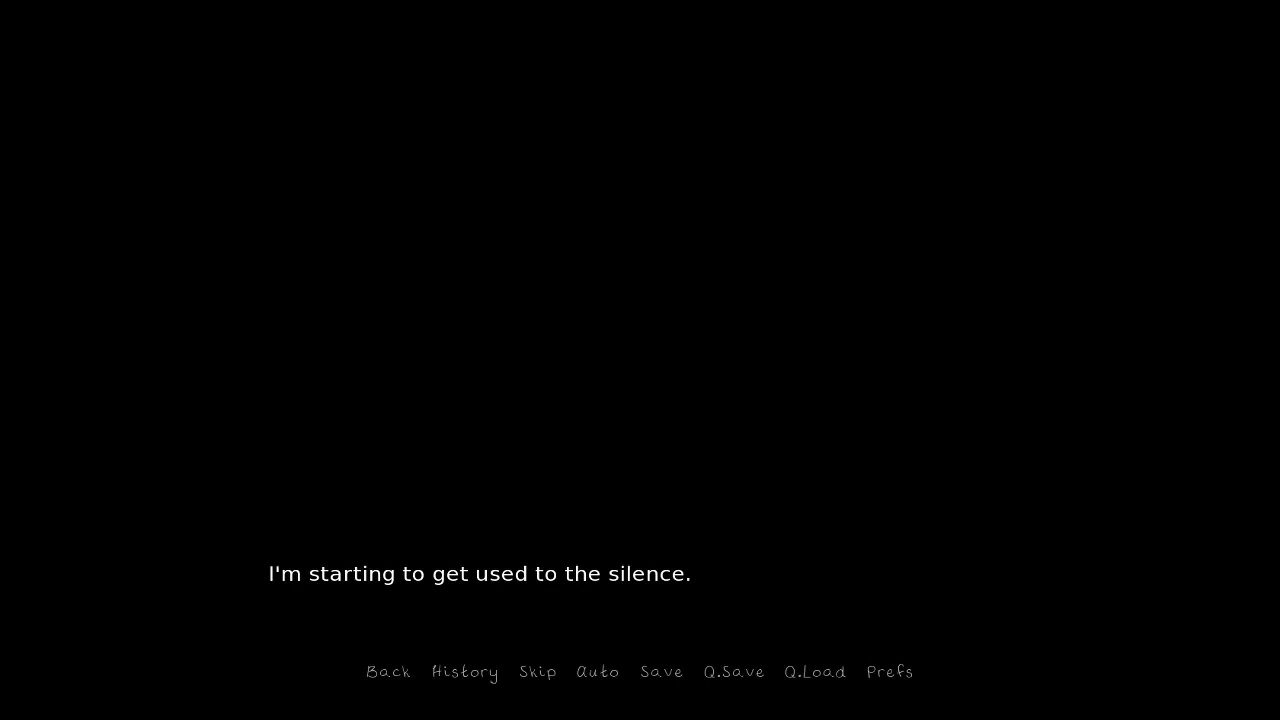 I'm starting to get used to the silence.
Back History Skip Auto Save Q.Save Q.Load Prefs